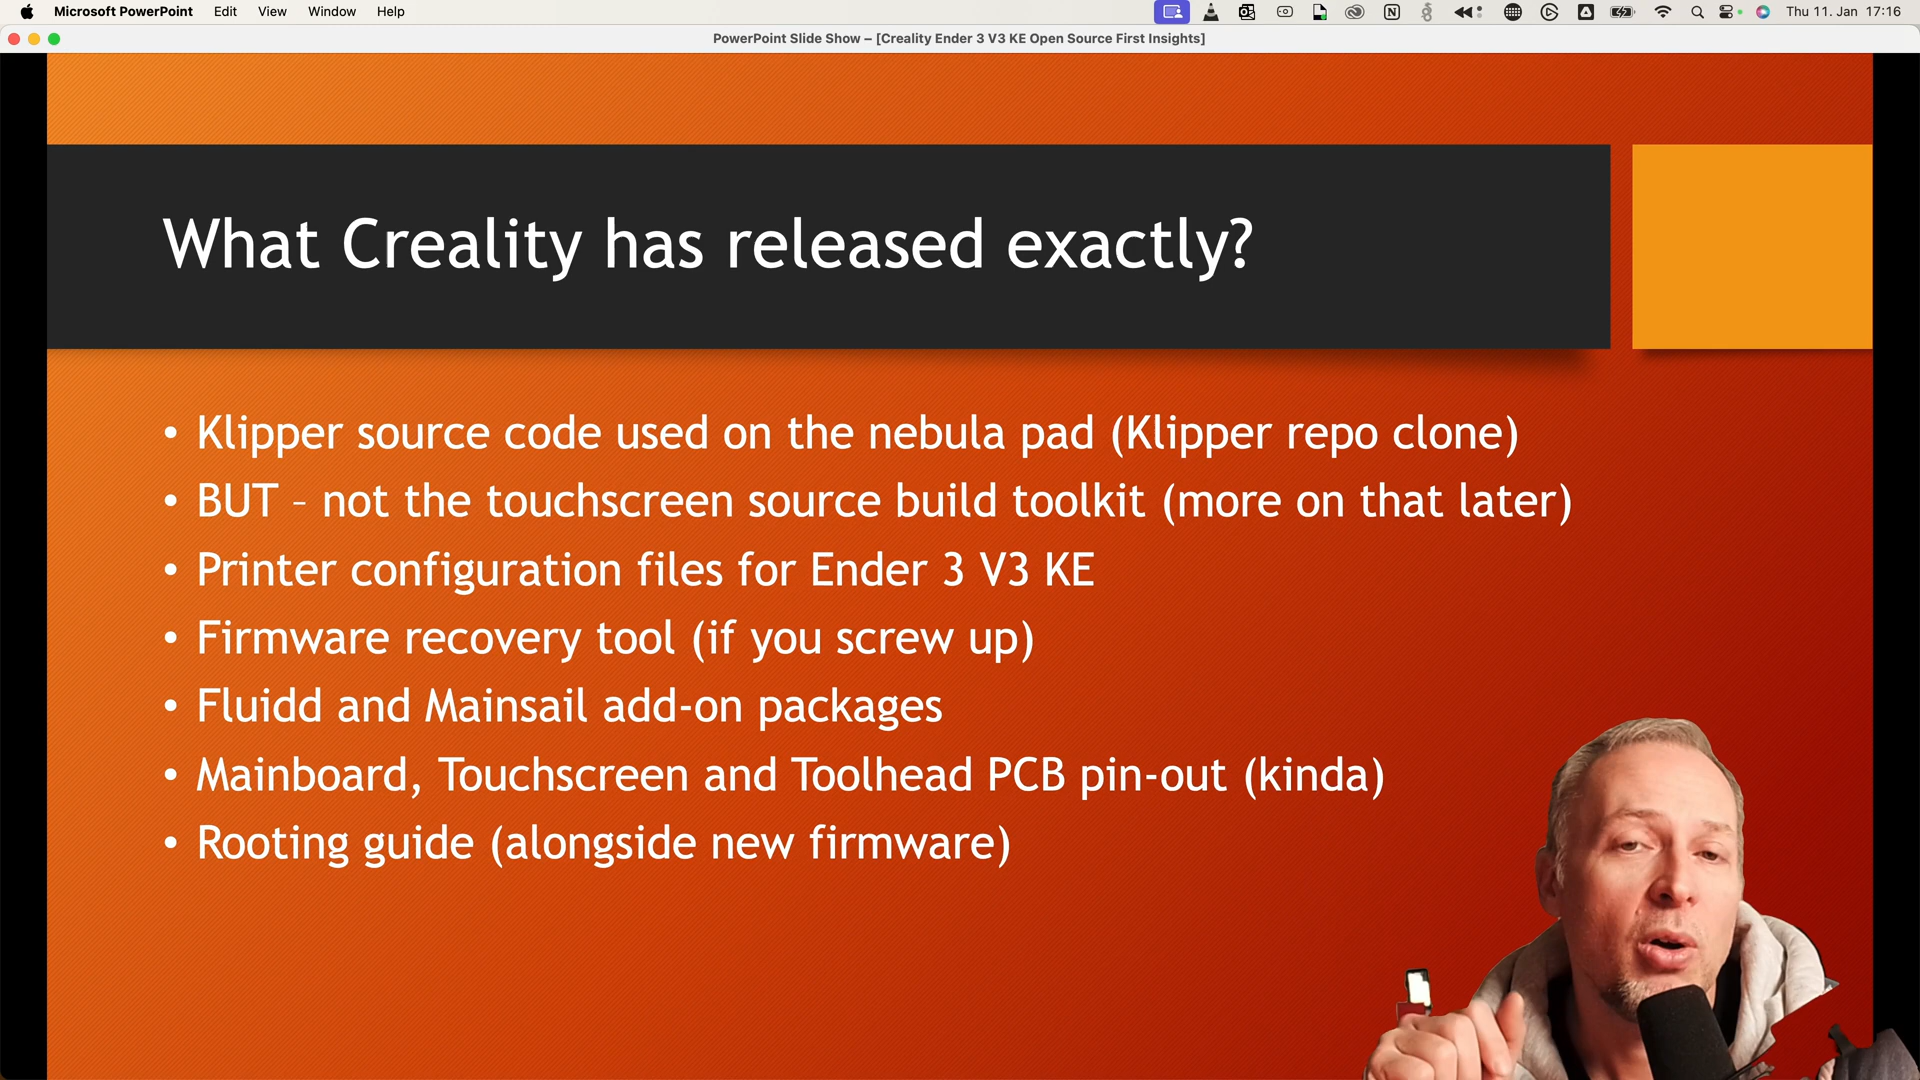 Microsoft PowerPoint Edit View Window Help Thu 11. Jan 17:16
PowerPoint Slide Show – [Creality Ender 3 V3 KE Open Source First Insights]
What Creality has released exactly?
• Klipper source code used on the nebula pad (Klipper repo clone)
• BUT – not the touchscreen source build toolkit (more on that later)
• Printer configuration files for Ender 3 V3 KE
• Firmware recovery tool (if you screw up)
• Fluidd and Mainsail add-on packages
• Mainboard, Touchscreen and Toolhead PCB pin-out (kinda)
• Rooting guide (alongside new firmware)